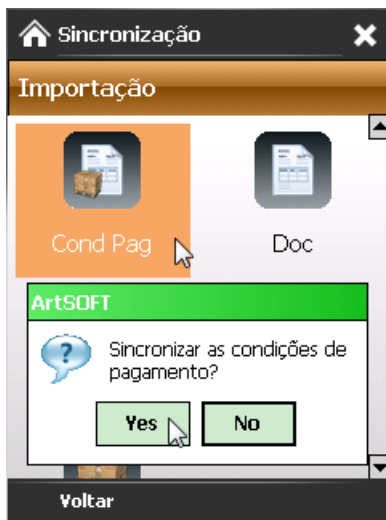 Sincronização
Importação
Cond Pag
Doc
ArtSOFT
Sincronizar as condições de
pagamento?
Yes
No
Voltar